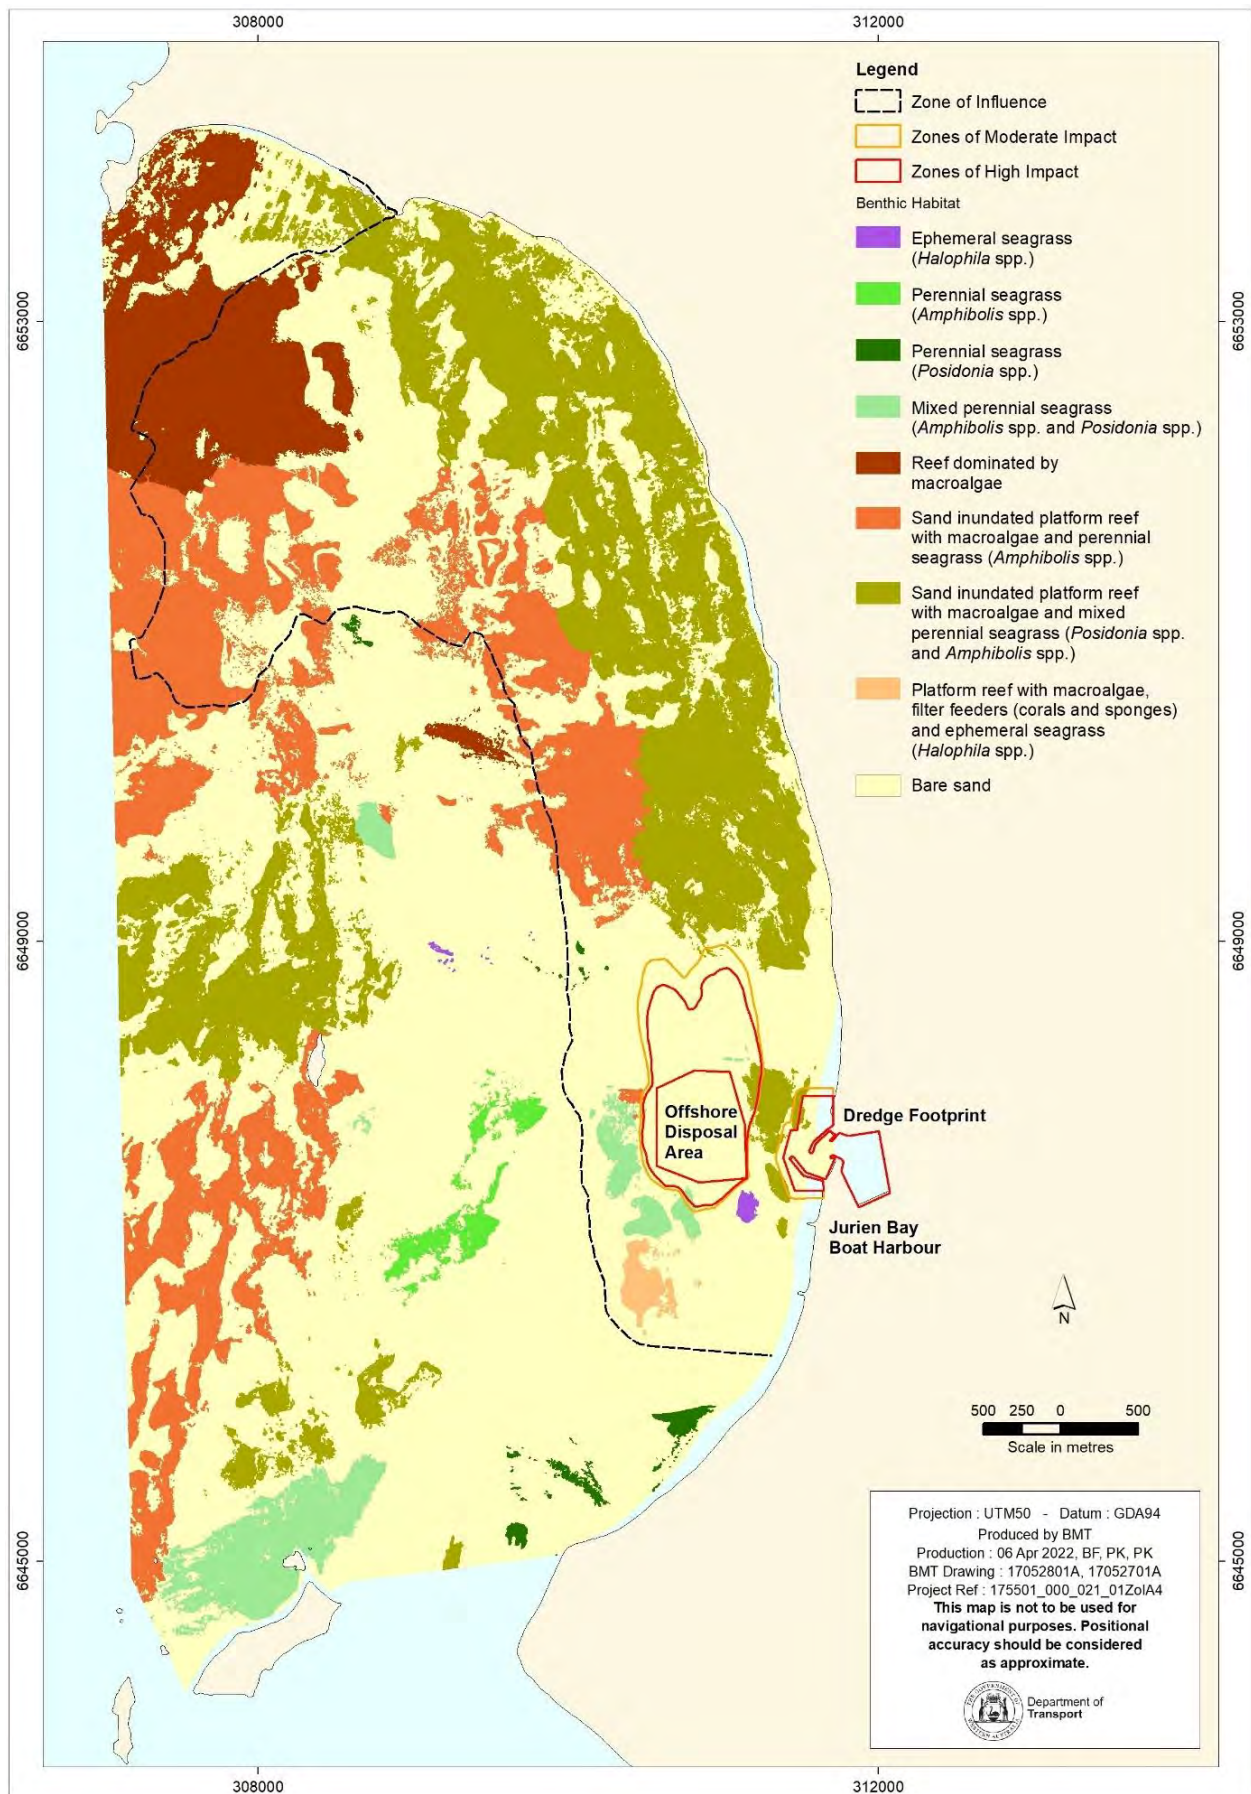 308000
312000
Legend
Zone of Influence
Zones of Moderate Impact
Zones of High Impact
Benthic Habitat
Ephemeral seagrass
(Halophila spp.)
Perennial seagrass
(Amphibolis spp.)
Perennial seagrass
(Posidonia spp.)
Mixed perennial seagrass
(Amphibolis spp. and Posidonia spp.)
Reef dominated by
macroalgae
Sand inundated platform reef
with macroalgae and perennial
seagrass (Amphibolis spp.)
Sand inundated platform reef
with macroalgae and mixed
perennial seagrass (Posidonia spp.
and Amphibolis spp.)
Platform reef with macroalgae,
filter feeders (corals and sponges)
and ephemeral seagrass
(Halophila spp.)
Bare sand
6653000
6653000
6649000
6649000
Offshore
Disposal
Area
Dredge Footprint
Jurien Bay
Boat Harbour
N
500 250 0 500
Scale in metres
6645000
6645000
Projection : UTM50 - Datum : GDA94
Produced by BMT
Production : 06 Apr 2022, BF, PK, PK
BMT Drawing : 17052801A, 17052701A
Project Ref : 175501_000_021_01ZoIA4
This map is not to be used for
navigational purposes. Positional
accuracy should be considered
as approximate.
THE GOVERNMENT OF
WESTERN AUSTRALIA
Department of
Transport
308000
312000